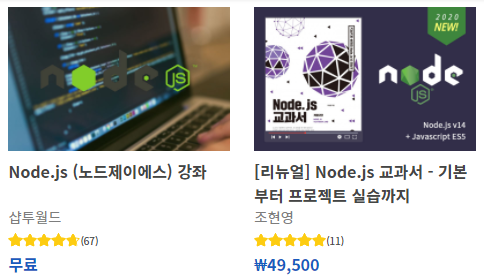 node
JS
Node.js (노드제이에스) 강좌
샵투월드
(67)
무료
2020
NEW!
Node.js
교과서
node
JS
Node.js v14
+ Javascript ES5
[리뉴얼] Node.js 교과서 - 기본
부터 프로젝트 실습까지
조현영
(11)
₩49,500